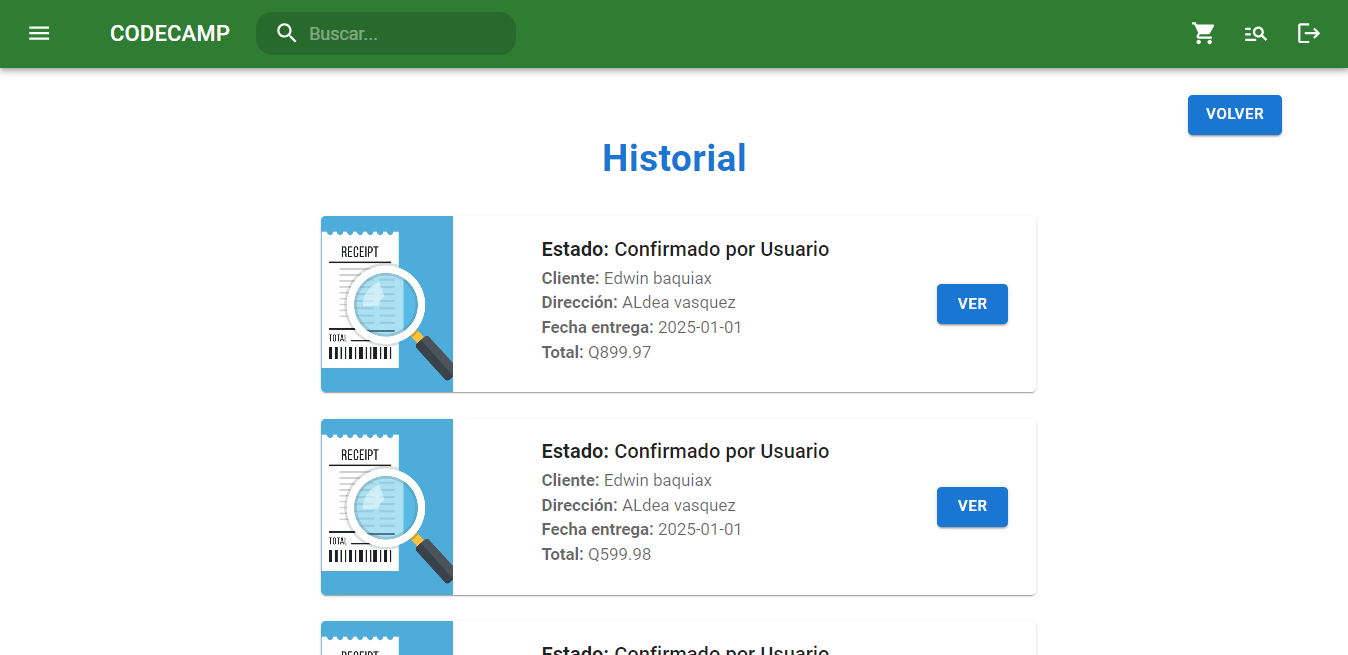 CODECAMP
Buscar...
VOLVER
Historial
RECEIPT
TOTAL
Estado: Confirmado por Usuario
Cliente: Edwin baquiax
Dirección: ALdea vasquez
Fecha entrega: 2025-01-01
Total: Q899.97
VER
RECEIPT
TOTAL
Estado: Confirmado por Usuario
Cliente: Edwin baquiax
Dirección: ALdea vasquez
Fecha entrega: 2025-01-01
Total: Q599.98
VER
RECEIPT
Estado: Confirmado por Usuario